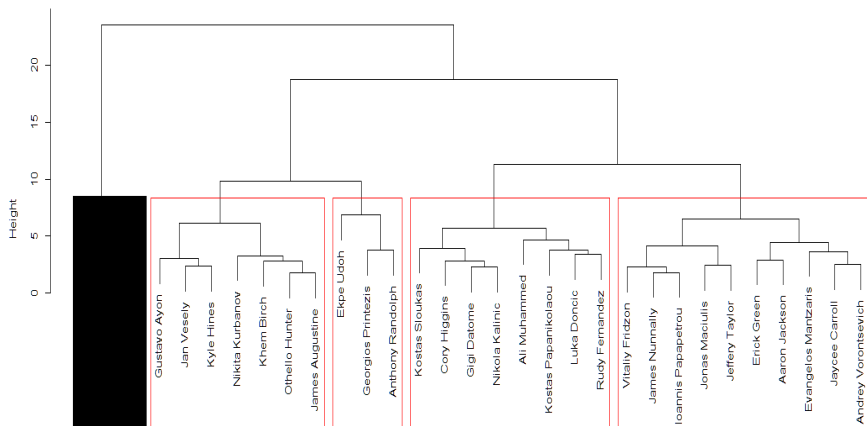 Height
20
15
10
5
0
Gustavo Ayon
Jan Vesely
Kyle Hines
Nikita Kurbanov
Khem Birch
Othello Hunter
James Augustine
Ekpe Udoh
Georgios Printezis
Anthony Randolph
Kostas Sloukas
Cory Higgins
Gigi Datome
Nikola Kalinic
Ali Muhammed
Kostas Papanikolaou
Luka Doncic
Rudy Fernandez
Vitaliy Fridzon
James Nunnally
Ioannis Papapetrou
Jonas Maciulis
Jeffery Taylor
Erick Green
Aaron Jackson
Evangelos Mantzaris
Jaycee Carroll
Andrey Vorontsevich